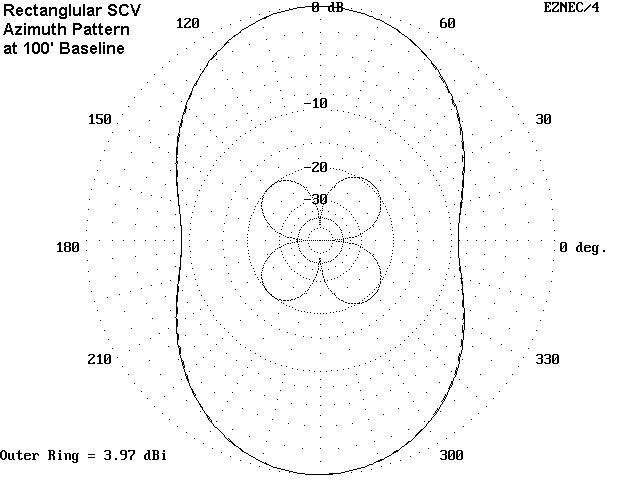 Rectanglular SCV
Azimuth Pattern
at 100' Baseline
EZNEC/4
0 dB
120
60
-10
150
30
-20
-30
180
0 deg.
210
330
Outer Ring = 3.97 dBi
300